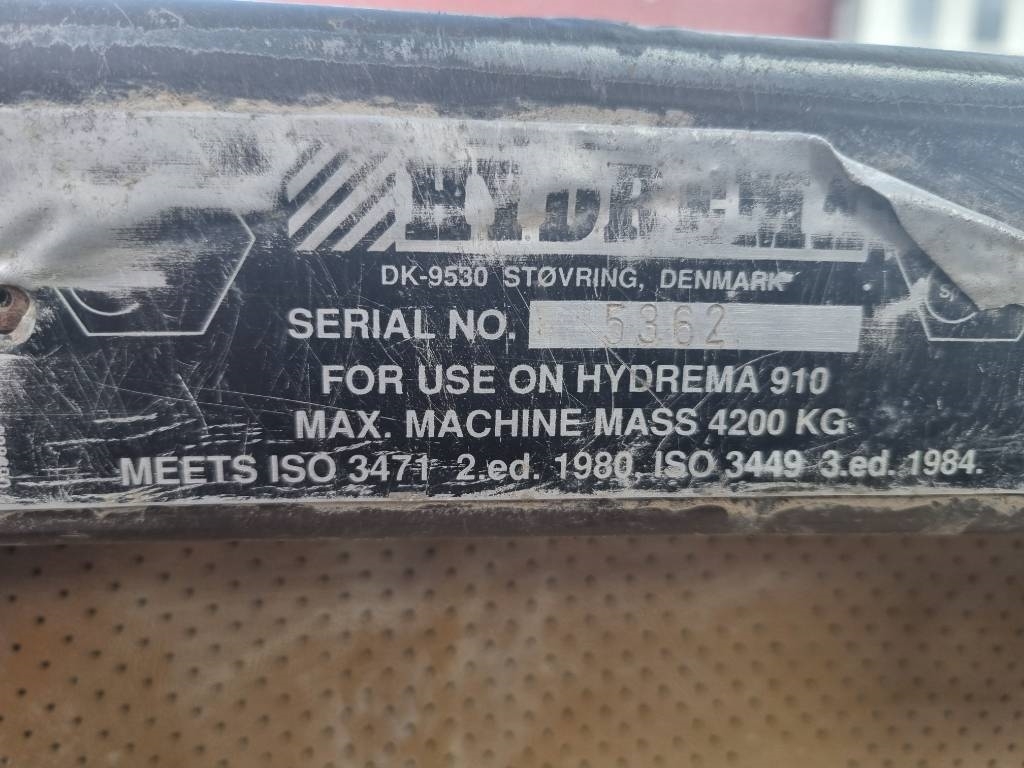 HYDREMA
DK-9530 STØVRING, DENMARK
SERIAL NO. 5362
FOR USE ON HYDREMA 910
MAX. MACHINE MASS 4200 KG
MEETS ISO 3471 2.ed. 1980. ISO 3449 3.ed. 1984.